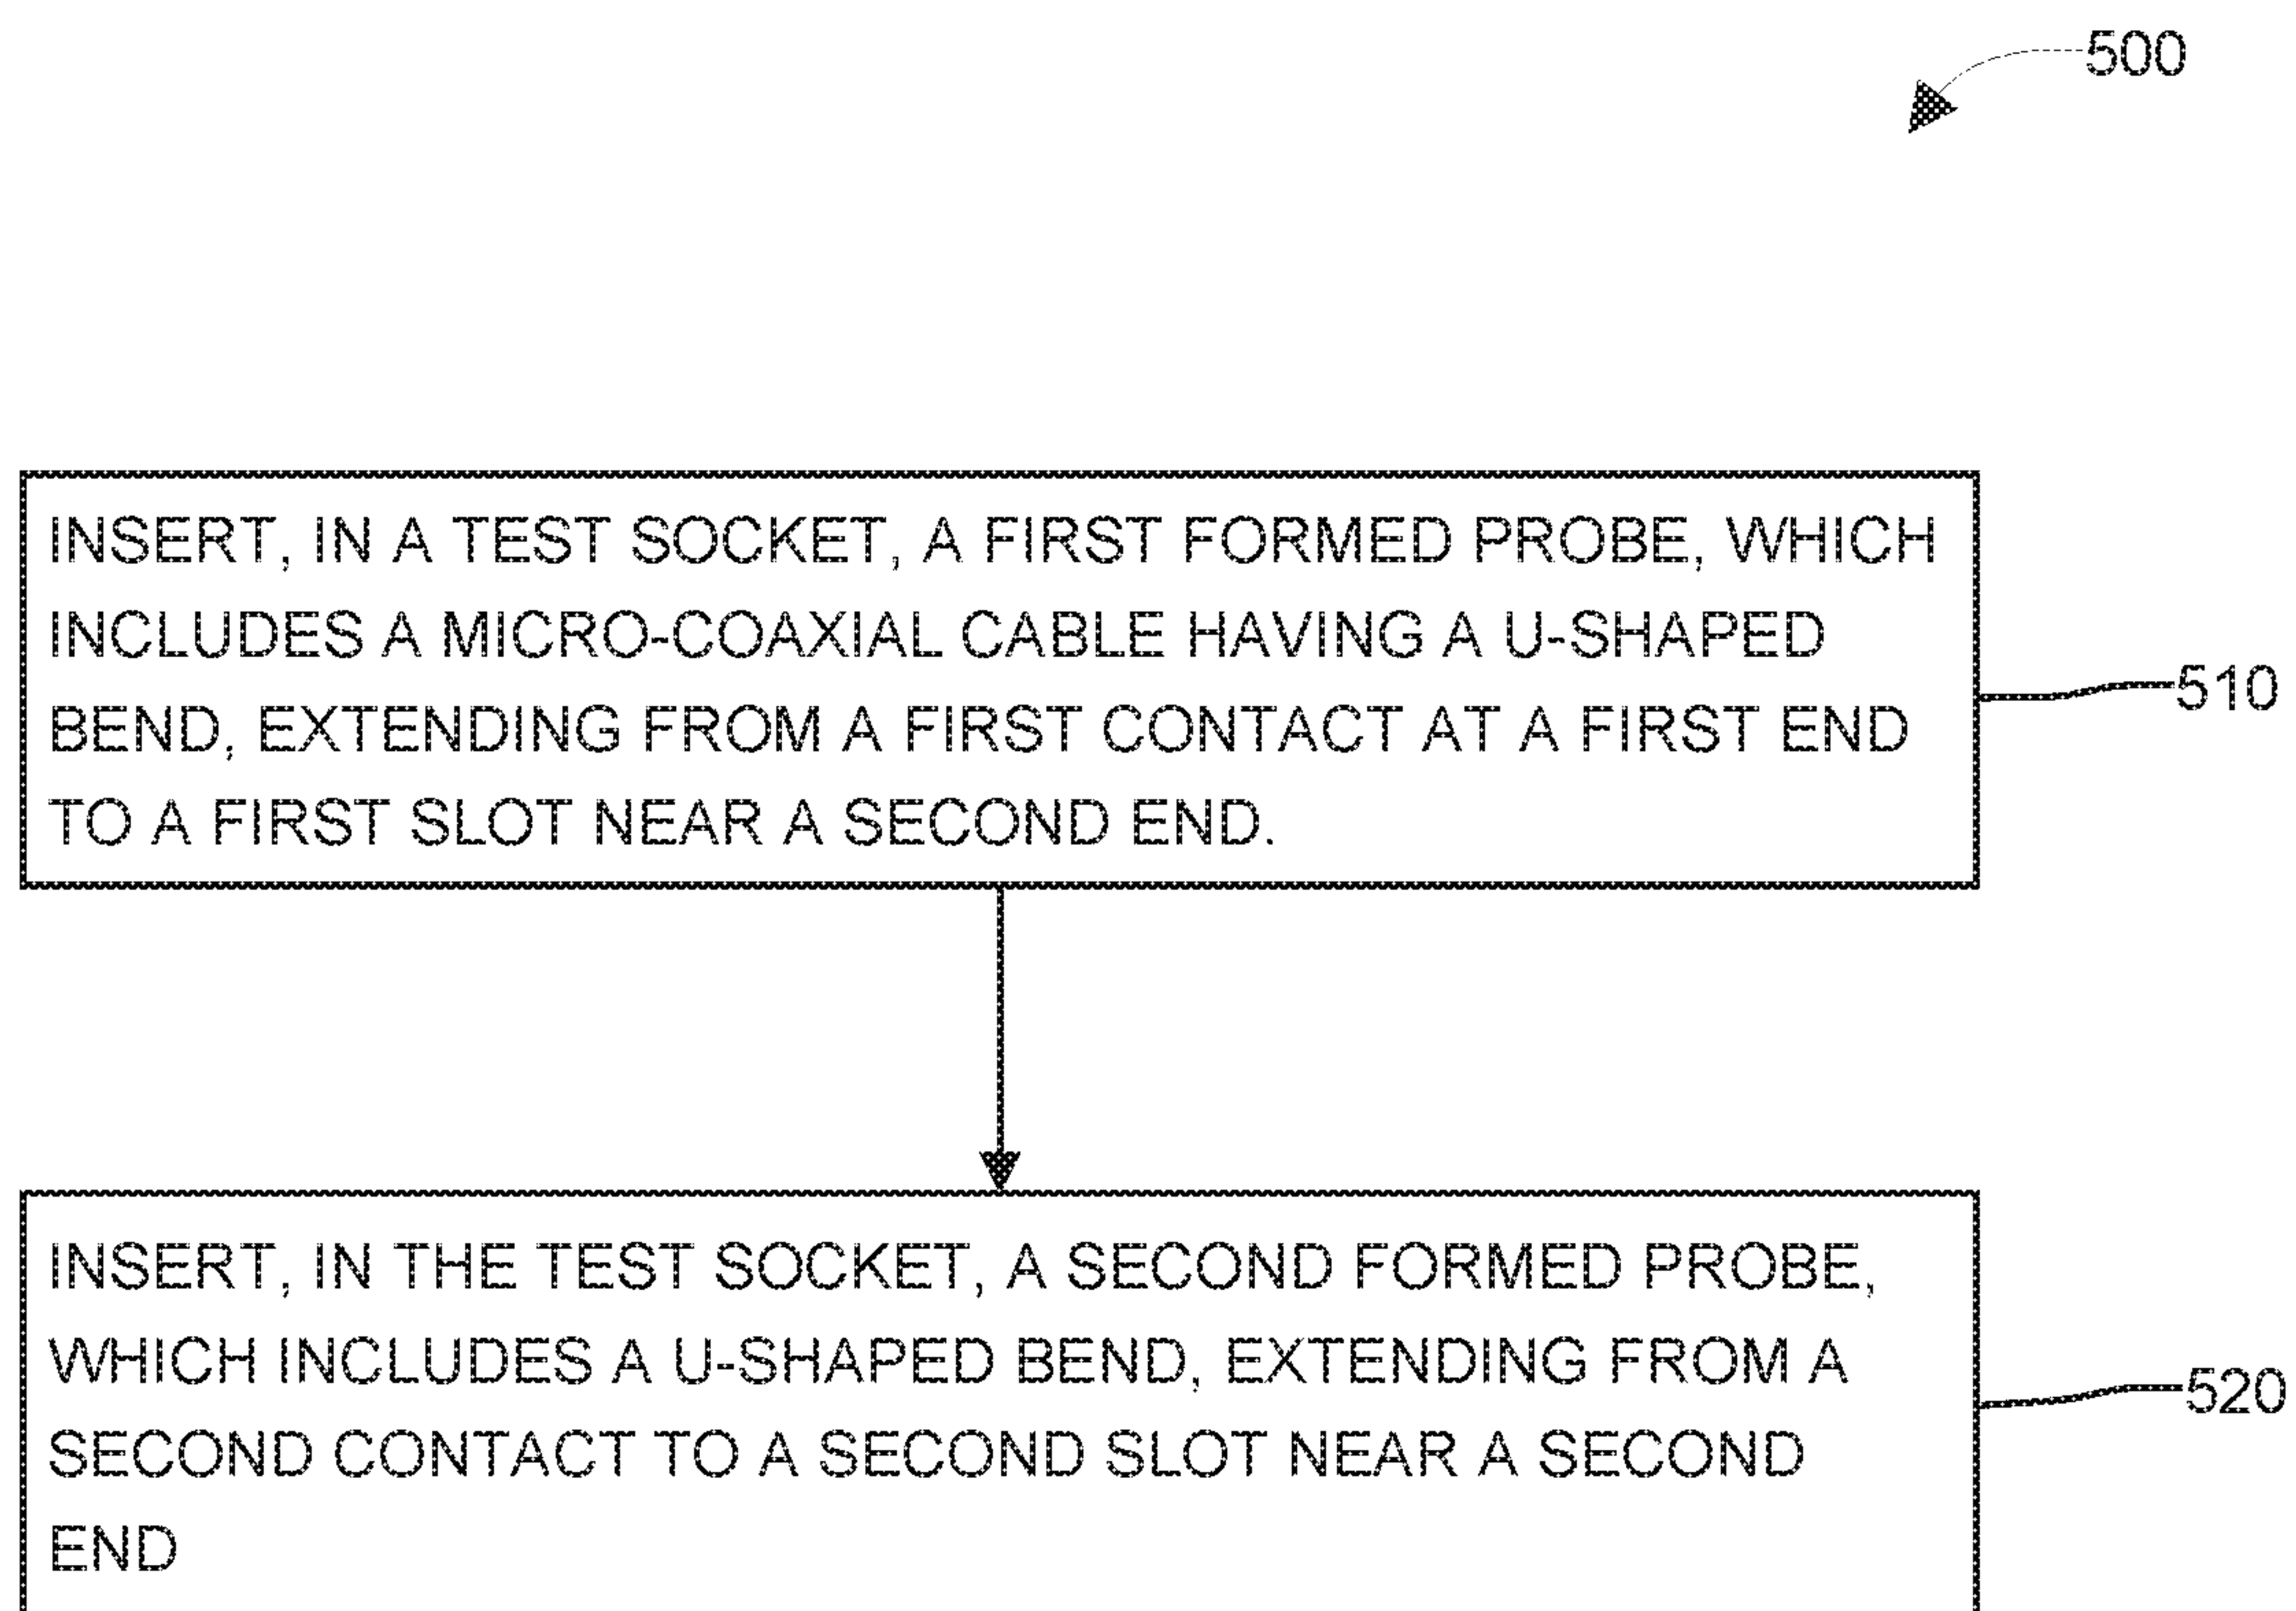 500
INSERT, IN A TEST SOCKET, A FIRST FORMED PROBE, WHICH
INCLUDES A MICRO-COAXIAL CABLE HAVING A U-SHAPED
BEND, EXTENDING FROM A FIRST CONTACT AT A FIRST END
TO A FIRST SLOT NEAR A SECOND END.
510
INSERT, IN THE TEST SOCKET, A SECOND FORMED PROBE,
WHICH INCLUDES A U-SHAPED BEND, EXTENDING FROM A
SECOND CONTACT TO A SECOND SLOT NEAR A SECOND
END
520